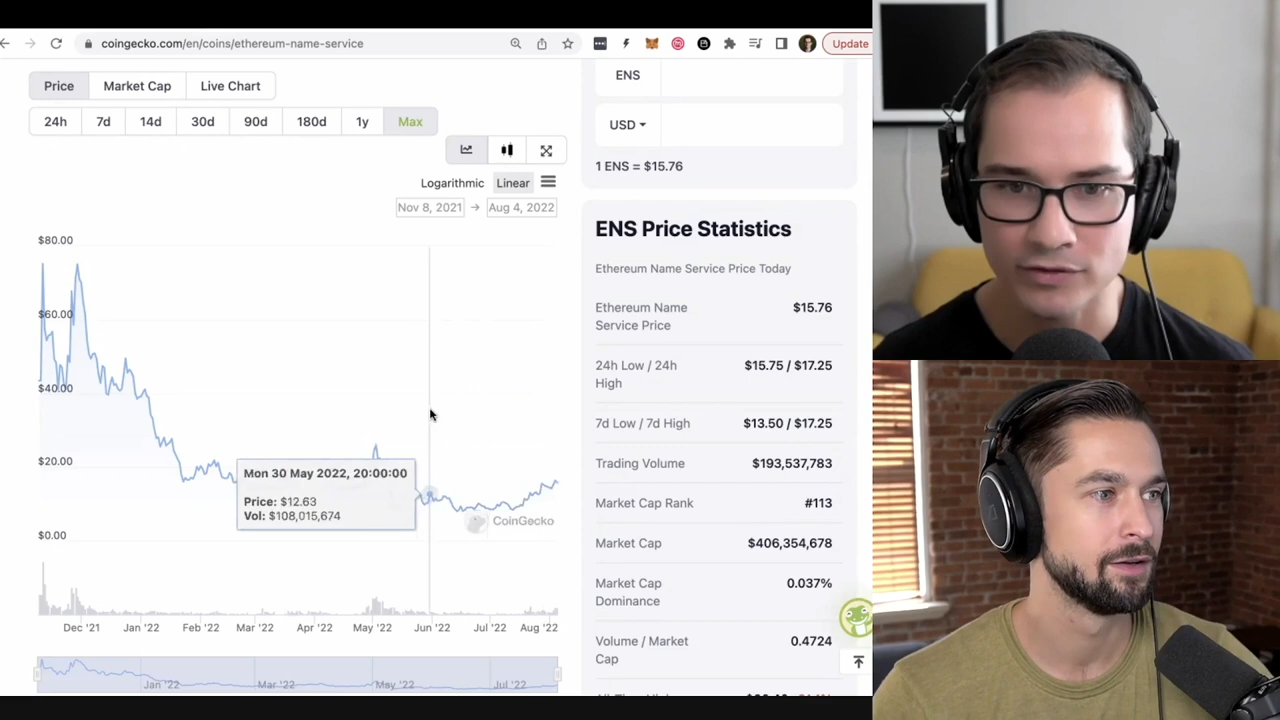 coingecko.com/en/coins/ethereum-name-service
Update
Price
Market Cap
Live Chart
24h
7d
14d
30d
90d
180d
1y
Max
Logarithmic
Linear
Nov 8, 2021
→
Aug 4, 2022
$80.00
$60.00
$40.00
$20.00
$0.00
Mon 30 May 2022, 20:00:00
Price: $12.63
Vol: $108,015,674
CoinGecko
Dec '21
Jan '22
Feb '22
Mar '22
Apr '22
May '22
Jun '22
Jul '22
Aug '22
Jan '22
Mar '22
May '22
Jul '22
ENS
USD
1 ENS = $15.76
ENS Price Statistics
Ethereum Name Service Price Today
Ethereum Name
Service Price
$15.76
24h Low / 24h
High
$15.75 / $17.25
7d Low / 7d High
$13.50 / $17.25
Trading Volume
$193,537,783
Market Cap Rank
#113
Market Cap
$406,354,678
Market Cap
Dominance
0.037%
Volume / Market
Cap
0.4724